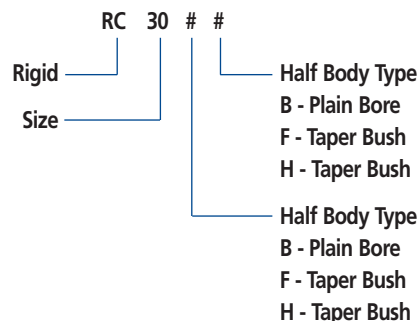 RC 30 # #
Rigid
Size
Half Body Type
B - Plain Bore
F - Taper Bush
H - Taper Bush
Half Body Type
B - Plain Bore
F - Taper Bush
H - Taper Bush